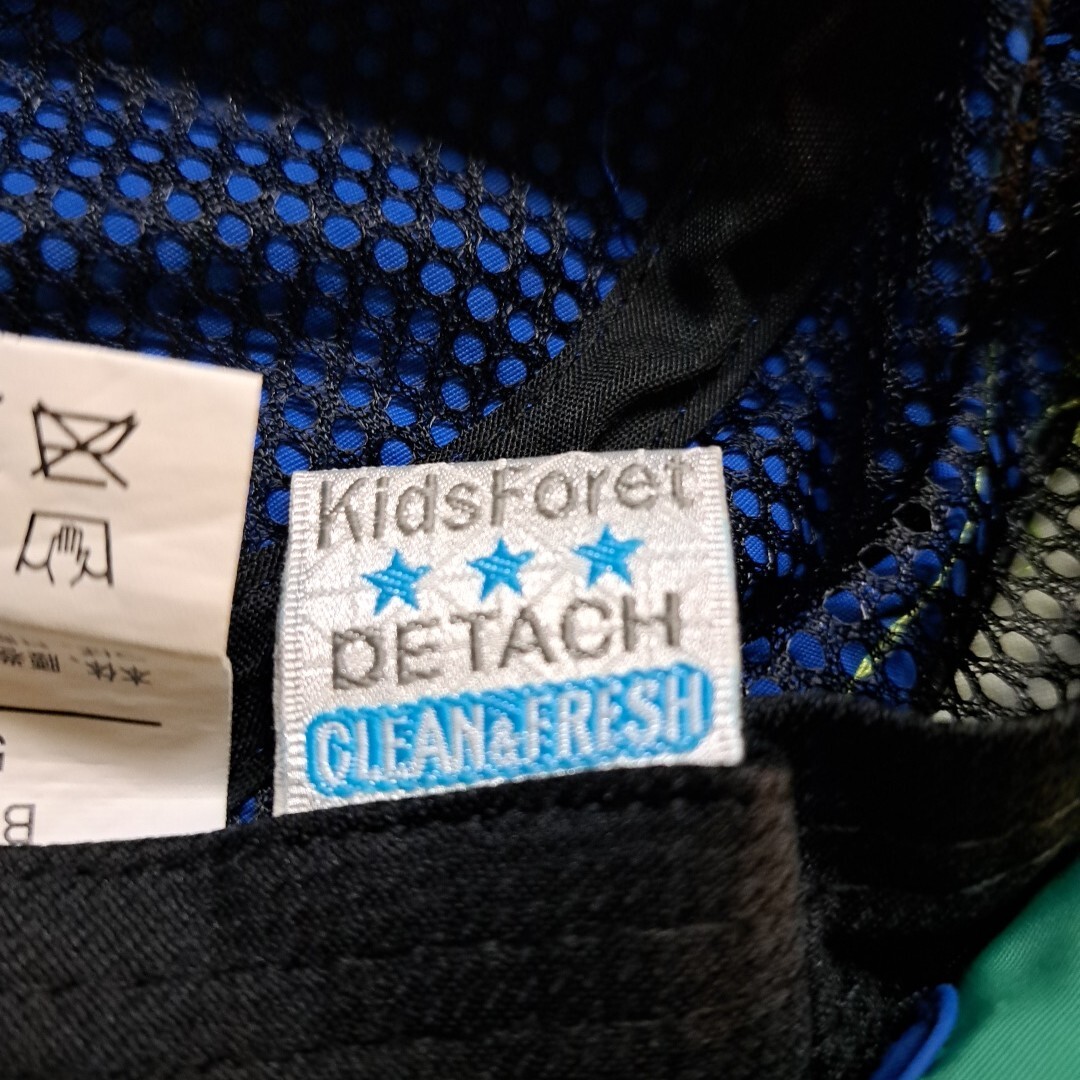 KidsForet
DETACH
CLEAN&FRESH
B